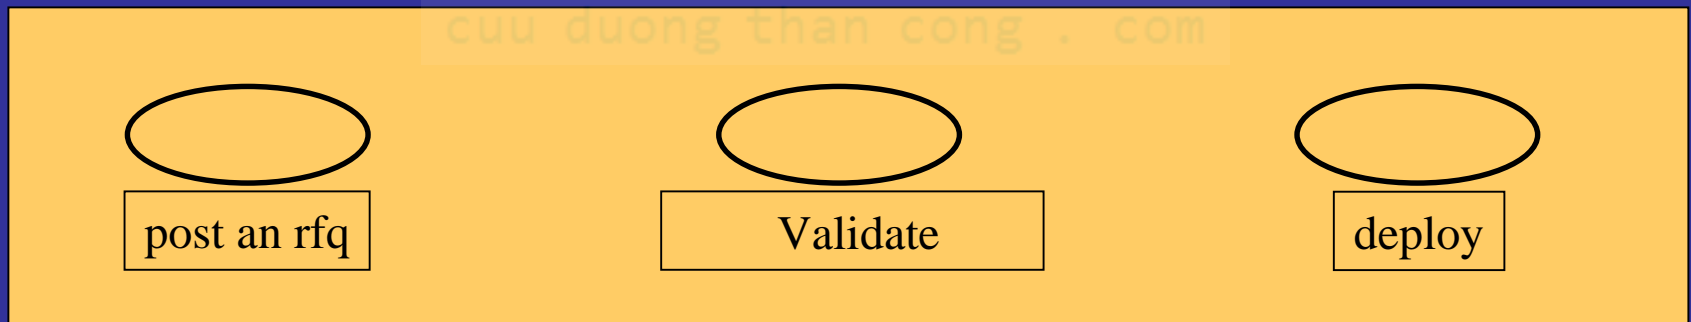 cuu duong than cong . com
post an rfq
Validate
deploy